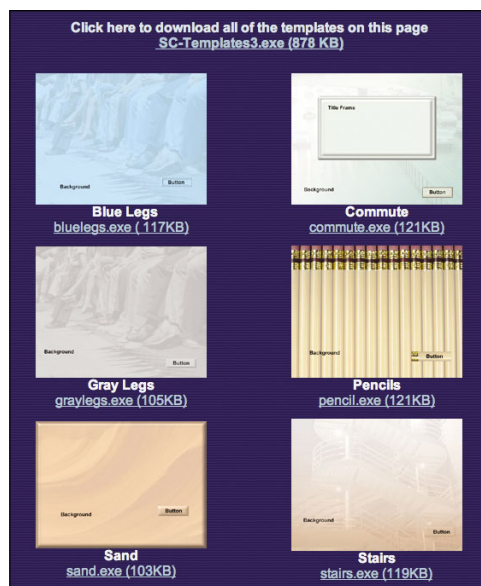 Click here to download all of the templates on this page
SC-Templates3.exe (878 KB)
Background
Button
Blue Legs
bluelegs.exe ( 117KB)
Title Frame
Background
Button
Commute
commute.exe (121KB)
Background
Button
Gray Legs
graylegs.exe (105KB)
Background
Button
Pencils
pencil.exe (121KB)
Background
Button
Sand
sand.exe (103KB)
Background
Button
Stairs
stairs.exe (119KB)